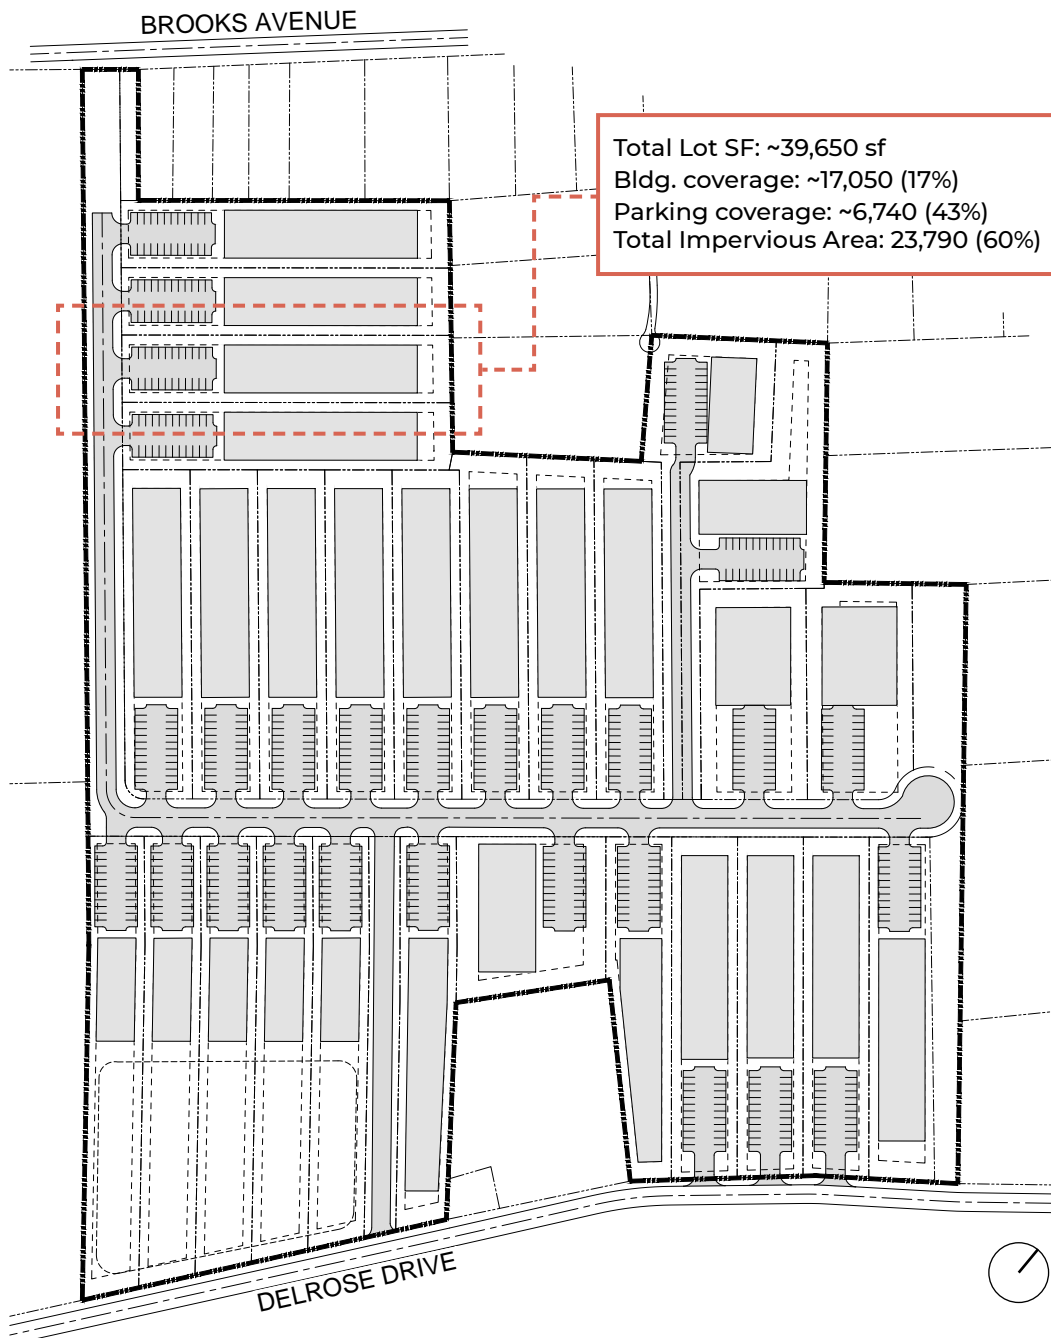 BROOKS AVENUE
Total Lot SF: ~39,650 sf
Bldg. coverage: ~17,050 (17%)
Parking coverage: ~6,740 (43%)
Total Impervious Area: 23,790 (60%)
DELROSE DRIVE